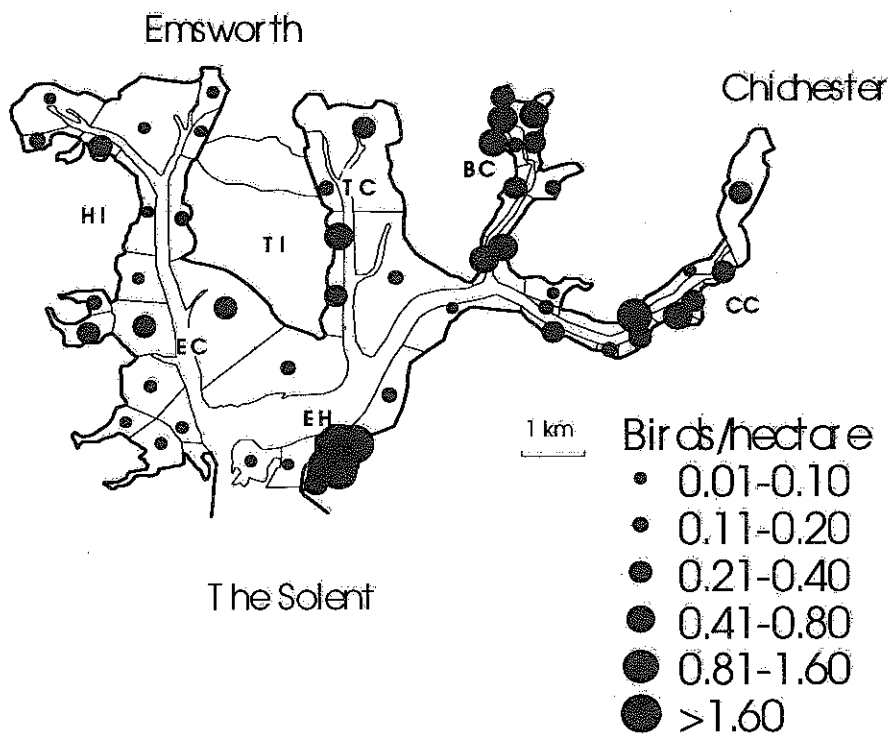 Emsworth
Chichester
BC
TC
HI
TI
CC
EC
EH
1 km
Birds/hectare
0.01-0.10
0.11-0.20
0.21-0.40
0.41-0.80
0.81-1.60
>1.60
The Solent